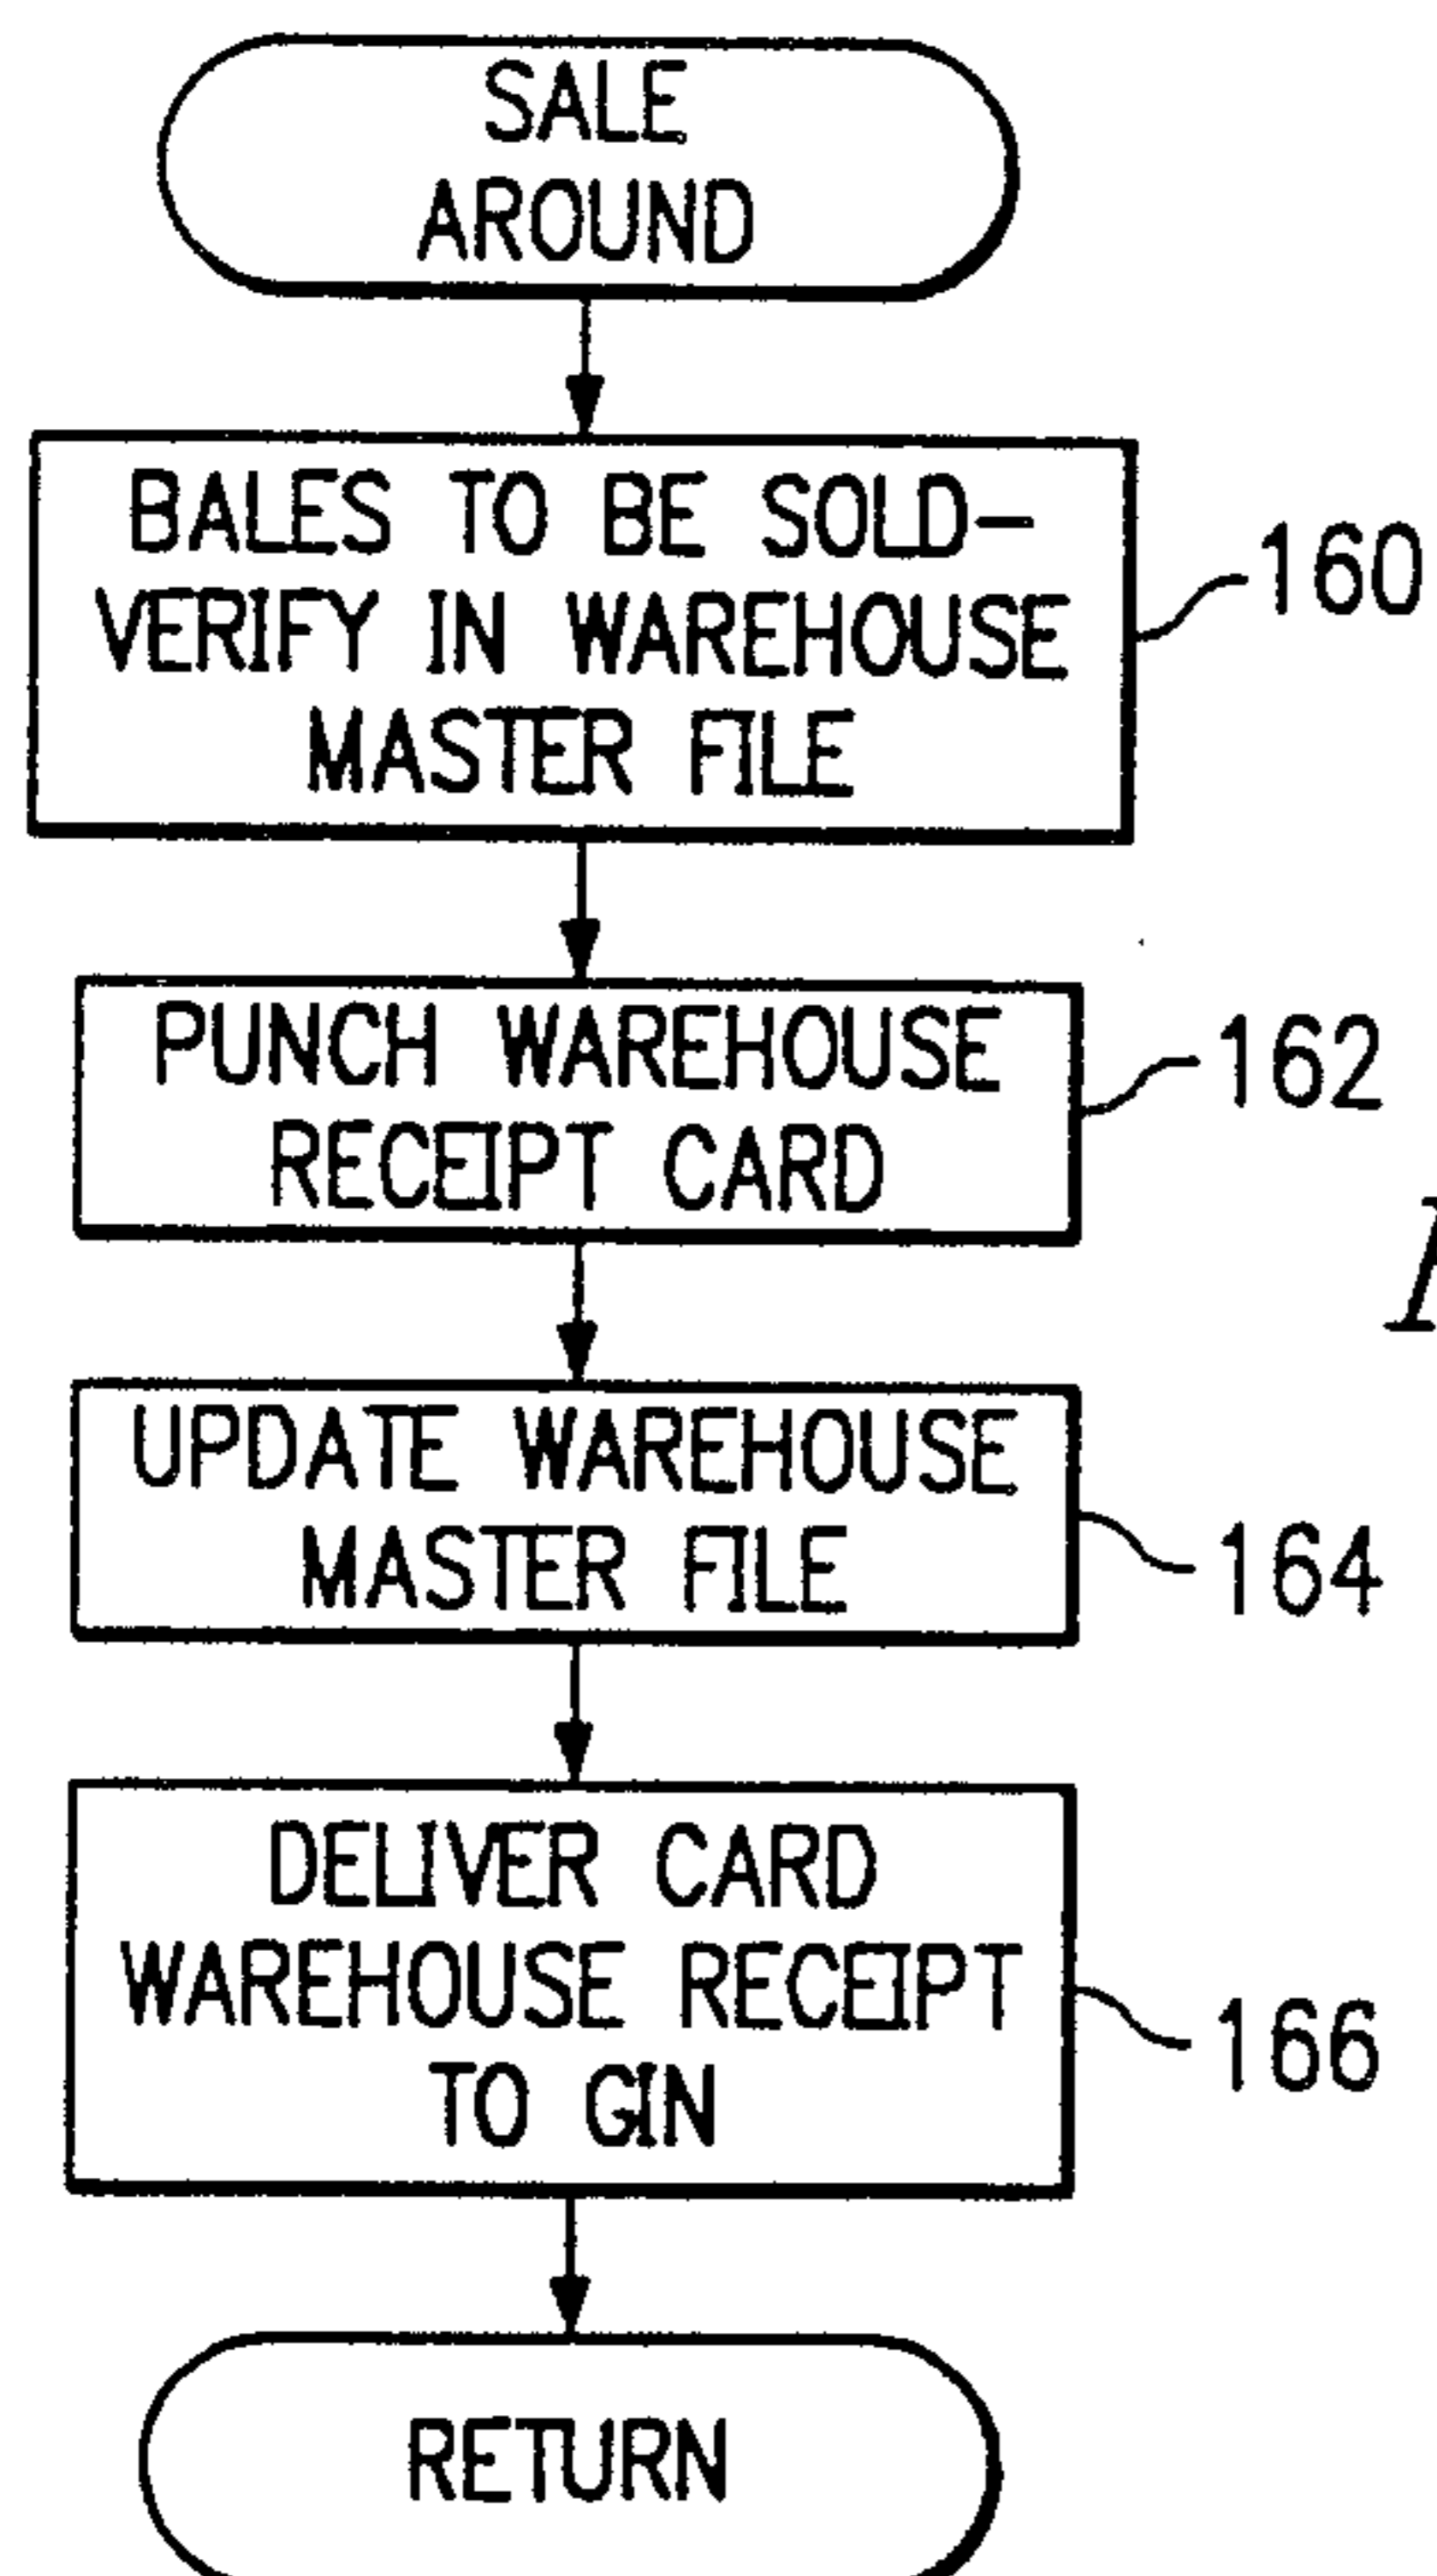 SALE
AROUND
BALES TO BE SOLD-
VERIFY IN WAREHOUSE
MASTER FILE
160
PUNCH WAREHOUSE
RECEIPT CARD
162
UPDATE WAREHOUSE
MASTER FILE
164
DELIVER CARD
WAREHOUSE RECEIPT
TO GIN
166
RETURN